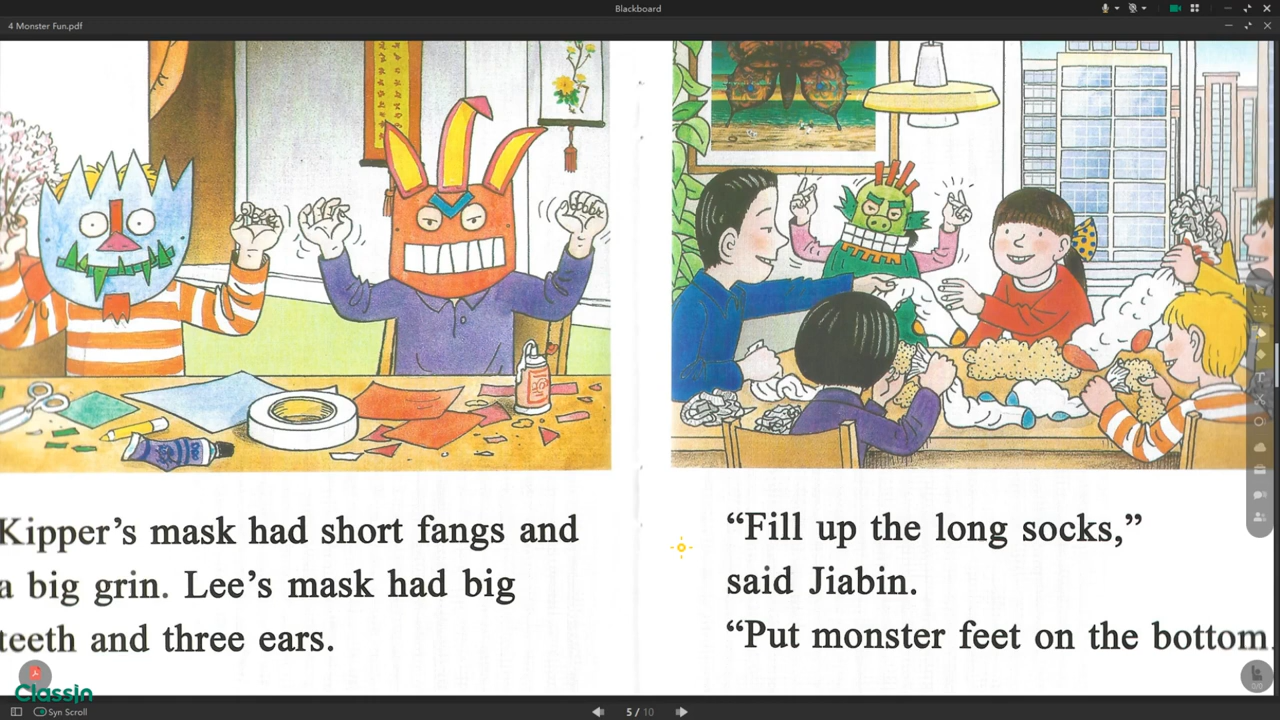 Blackboard
4 Monster Fun.pdf
Kipper’s mask had short fangs and
a big grin. Lee’s mask had big
teeth and three ears.
“Fill up the long socks,”
said Jiabin.
“Put monster feet on the bottom.
ClassIn
Syn Scroll
5 / 10
0/0